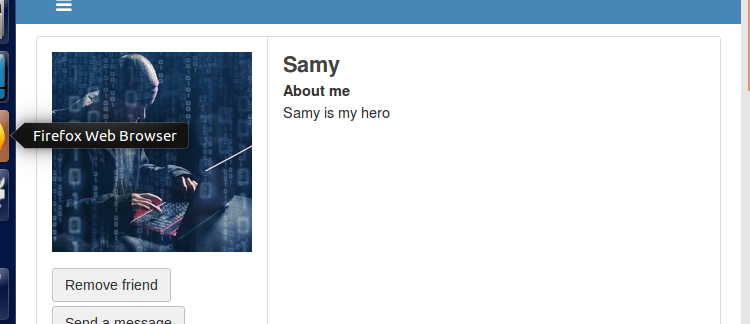 Samy
About me
Samy is my hero
Firefox Web Browser
Remove friend
Send a message